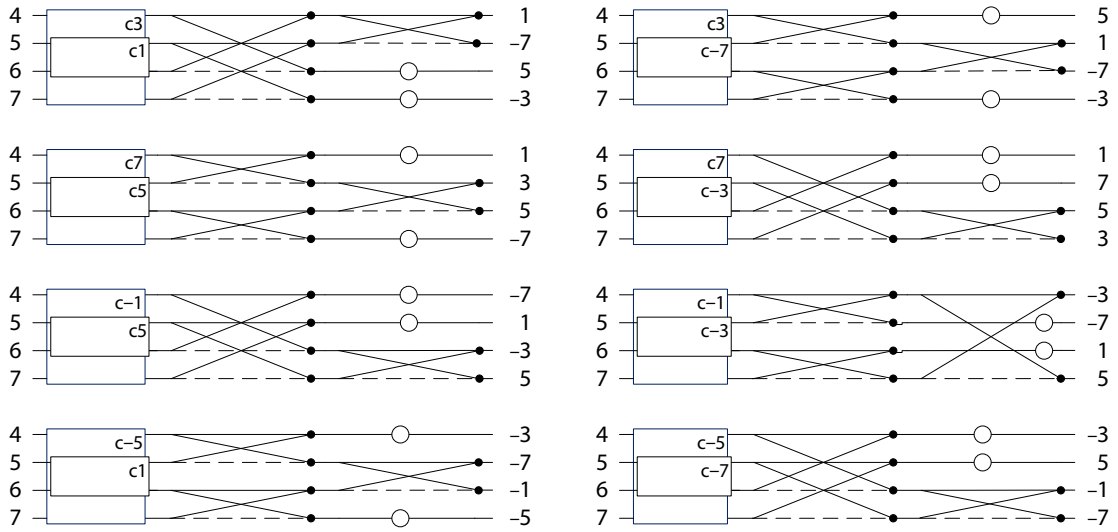 4 c3 1 4 c3 5
5 c1 –7 5 c–7 1
6 5 6 –7
7 –3 7 –3
4 c7 1 4 c7 1
5 c5 3 5 c–3 7
6 5 6 5
7 –7 7 3
4 c–1 –7 4 c–1 –3
5 c5 1 5 c–3 –7
6 –3 6 1
7 5 7 5
4 c–5 –3 4 c–5 –3
5 c1 –7 5 c–7 5
6 –1 6 –1
7 –5 7 –7